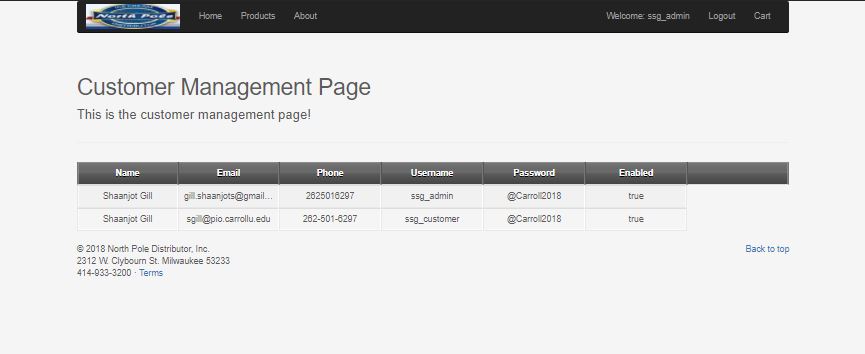 North Pole
Home Products About Welcome: ssg_admin Logout Cart
Customer Management Page
This is the customer management page!
Name Email Phone Username Password Enabled
Shaanjot Gill gill.shaanjots@gmail... 2625016297 ssg_admin @Carroll2018 true
Shaanjot Gill sgill@pio.carrollu.edu 262-501-6297 ssg_customer @Carroll2018 true
© 2018 North Pole Distributor, Inc. Back to top
2312 W. Clybourn St. Milwaukee 53233
414-933-3200 · Terms